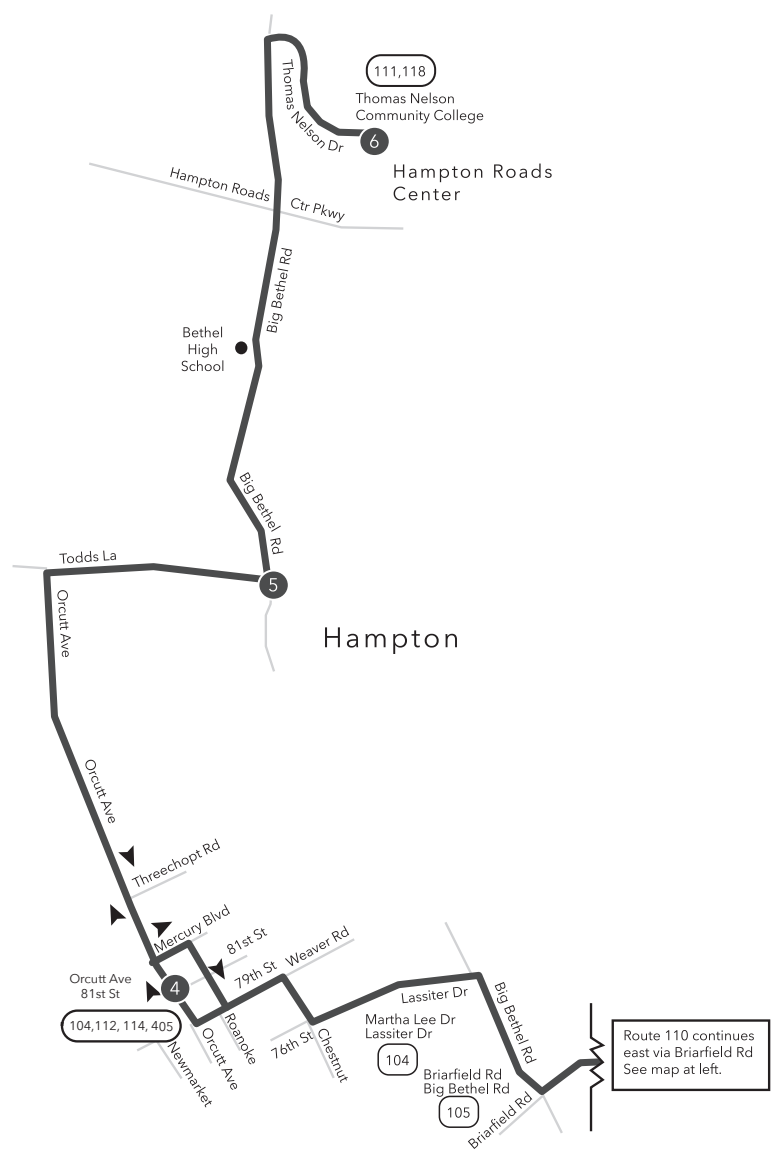 111,118
Thomas Nelson
Community College
Thomas Nelson Dr
6
Hampton Roads
Center
Hampton Roads Ctr Pkwy
Big Bethel Rd
Bethel
High
School
Big Bethel Rd
Todds La
5
Orcutt Ave
Hampton
Orcutt Ave
Threechopt Rd
Mercury Blvd
81st St
Weaver Rd
79th St
Orcutt Ave
81st St
4
104,112, 114, 405
Newmarket
Orcutt Ave
Roanoke
76th St
Chestnut
Lassiter Dr
Big Bethel Rd
Martha Lee Dr
Lassiter Dr
104
Briarfield Rd
Big Bethel Rd
105
Briarfield Rd
Route 110 continues
east via Briarfield Rd
See map at left.